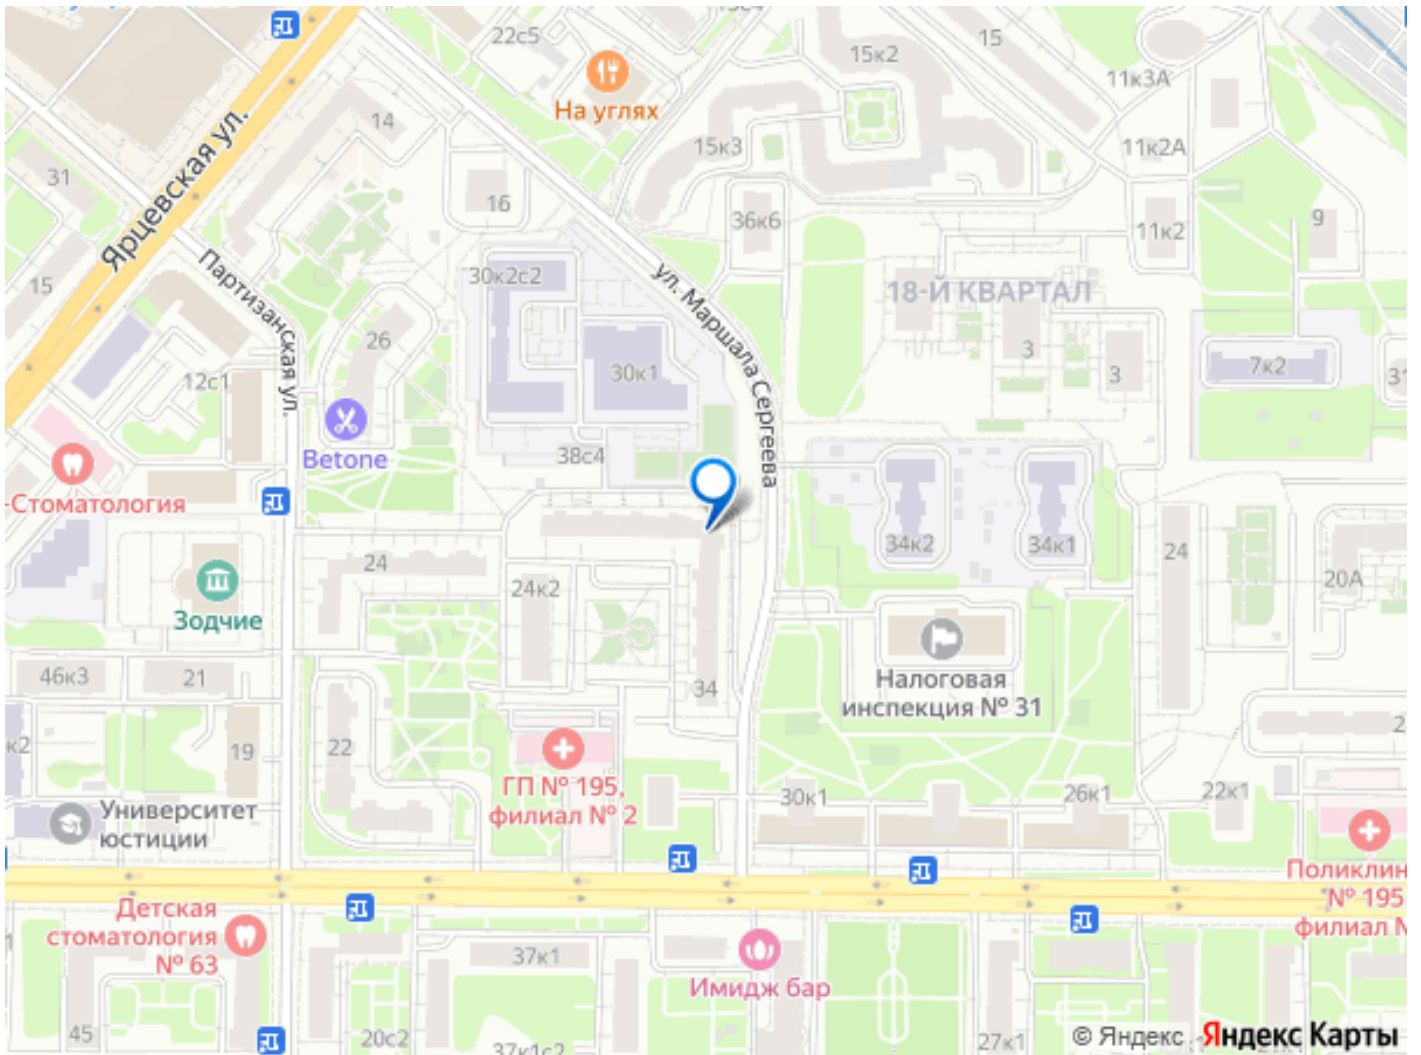 22с5
15
15к2
11к3А
На углях
14
15к3
11к2А
Ярцевская ул.
31
16
36к6
11к2
9
Партизанская ул.
30к2с2
ул. Маршала Сергеева
15
18-Й КВАРТАЛ
26
3
30к1
7к2
12с1
3
Betone
38с4
-Стоматология
34к2
34к1
24
24
24к2
20А
Зодчие
46к3
21
34
Налоговая
инспекция № 31
к2
19
22
ГП № 195,
филиал № 2
30к1
26к1
22к1
Университет
юстиции
Поликлин
№ 195
филиал №
Детская
стоматология
№ 63
37к1
Имидж бар
45
20с2
37к1с2
27к1
© Яндекс
Яндекс Карты